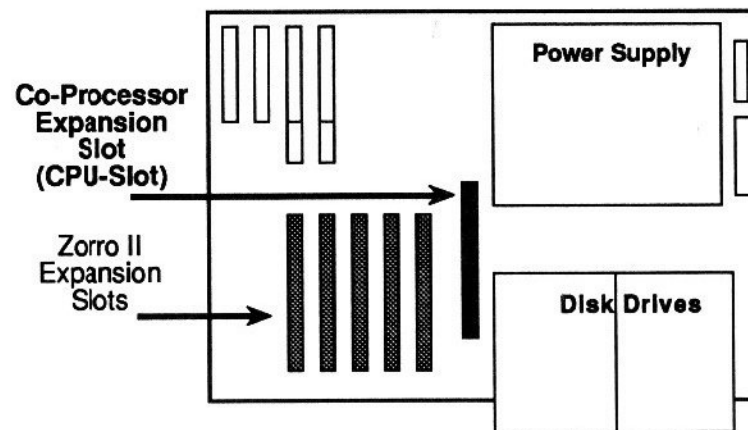 Power Supply
Co-Processor
Expansion
Slot
(CPU-Slot)
Zorro II
Expansion
Slots
Disk Drives